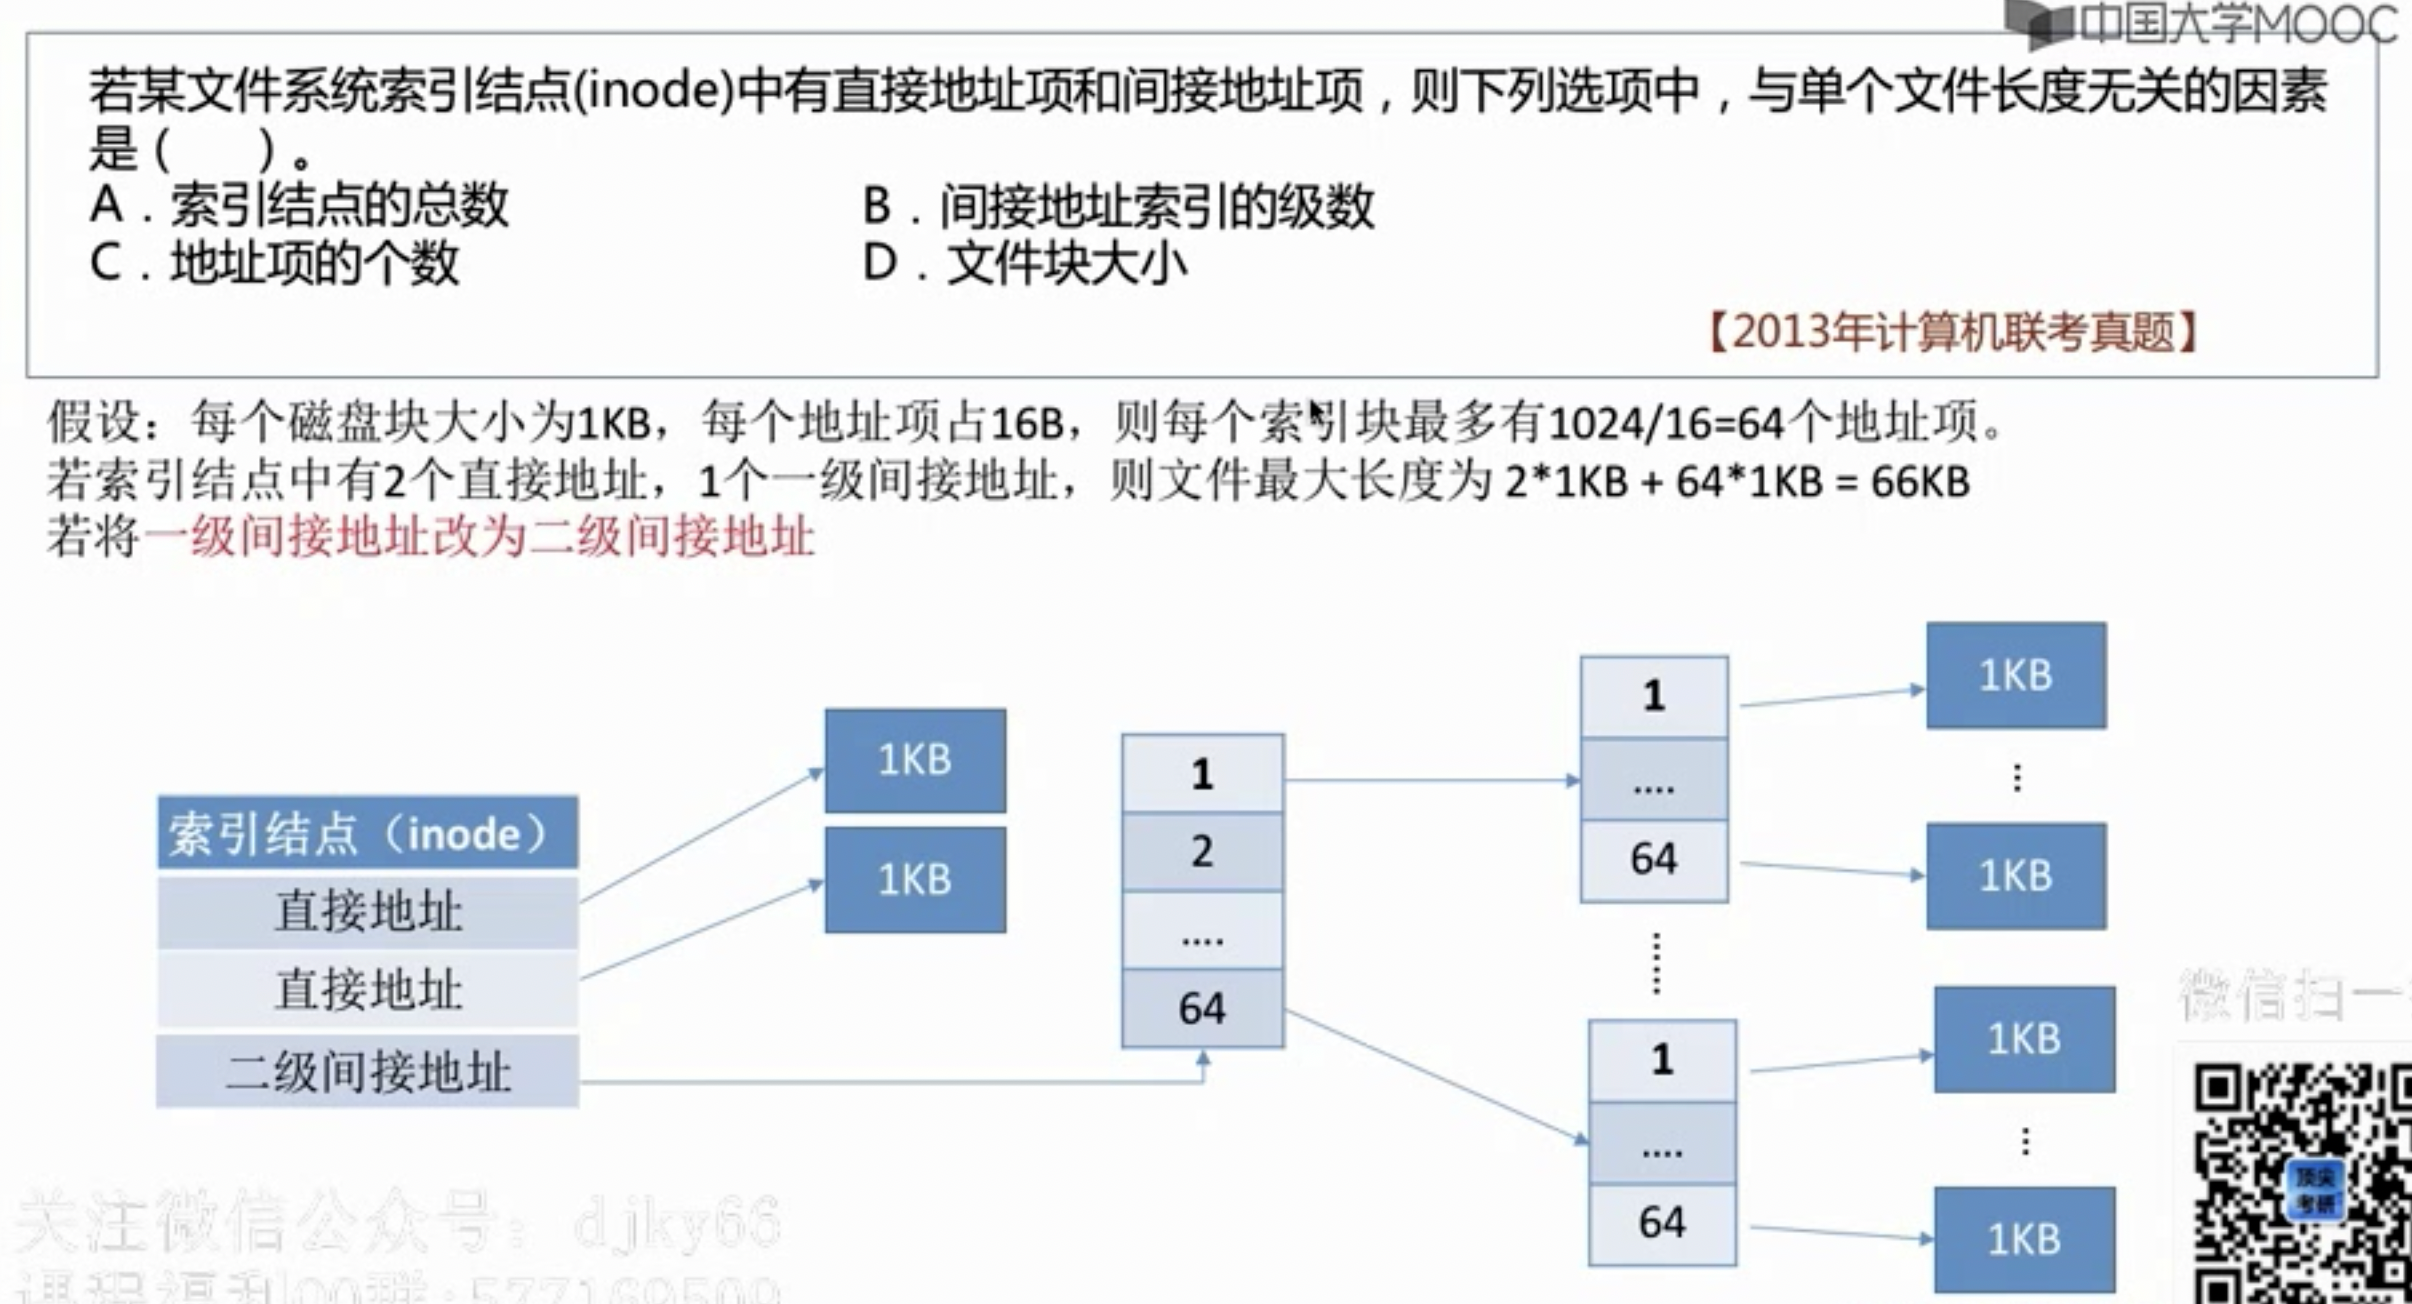 中国大学MOOC
若某文件系统索引结点(inode)中有直接地址项和间接地址项，则下列选项中，与单个文件长度无关的因素
是(　　)。
A．索引结点的总数　B．间接地址索引的级数
C．地址项的个数　D．文件块大小
【2013年计算机联考真题】
假设：每个磁盘块大小为1KB，每个地址项占16B，则每个索引块最多有1024/16=64个地址项。
若索引结点中有2个直接地址，1个一级间接地址，则文件最大长度为 2*1KB + 64*1KB = 66KB
若将一级间接地址改为二级间接地址
索引结点（inode）
直接地址
直接地址
二级间接地址
1KB
1KB
1
2
....
64
1
....
64
1
....
64
1KB
1KB
1KB
1KB
微信扫一
顶尖
考研
关注微信公众号：djky66
课程福利QQ群:577169509